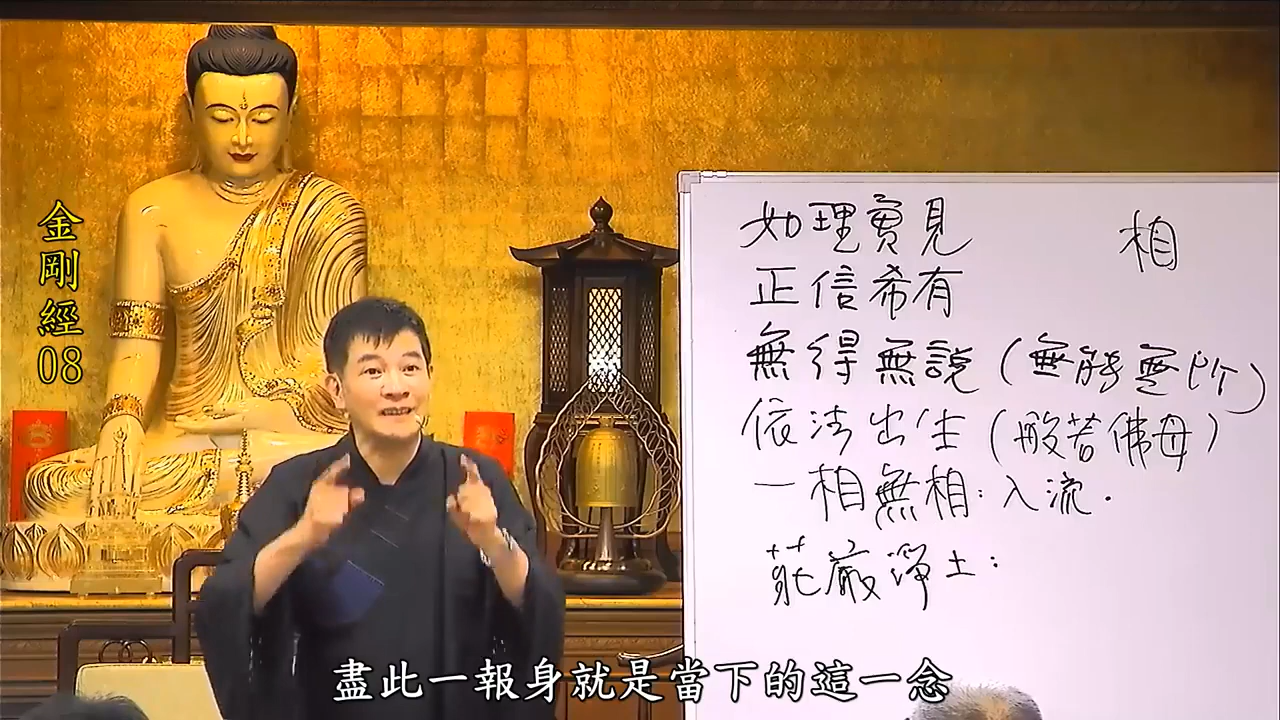 金剛經08
如理實見
相
正信希有
無得無說(無能無所)
依法出生(般若佛母)
一相無相:入流.
莊嚴淨土:
盡此一報身就是當下的這一念